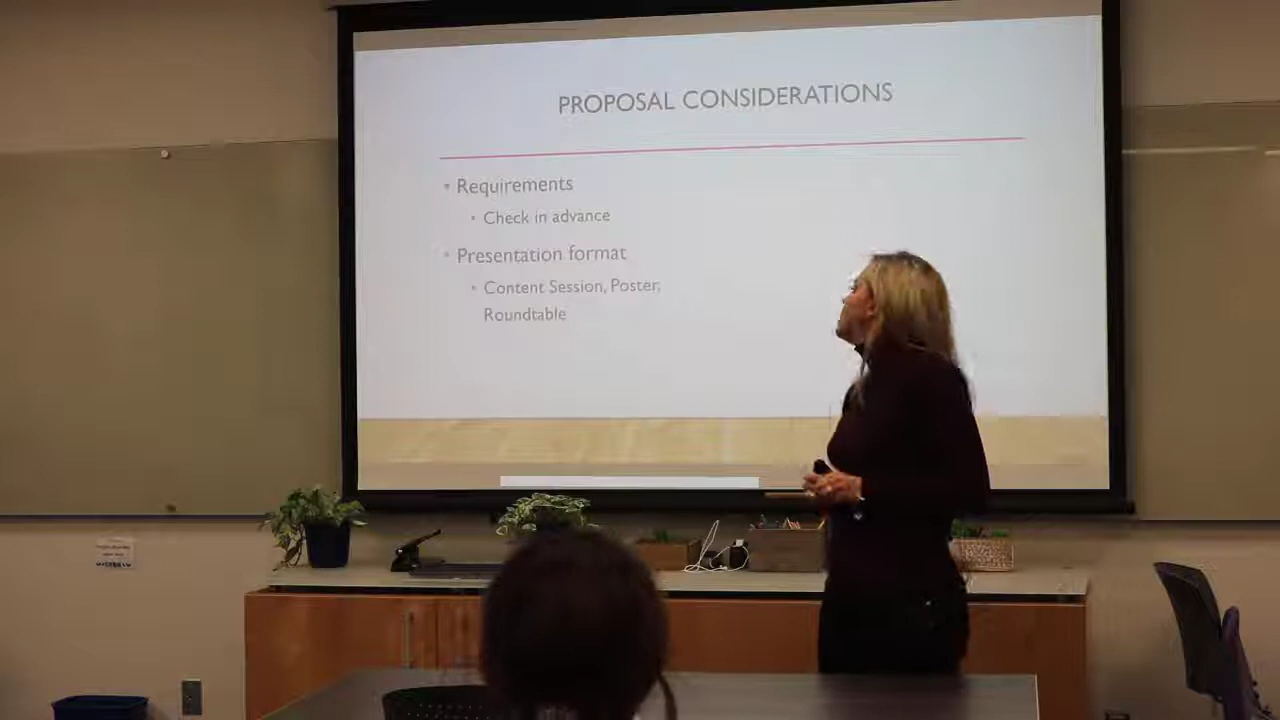 PROPOSAL CONSIDERATIONS
Requirements
Check in advance
Presentation format
Content Session, Poster,
Roundtable